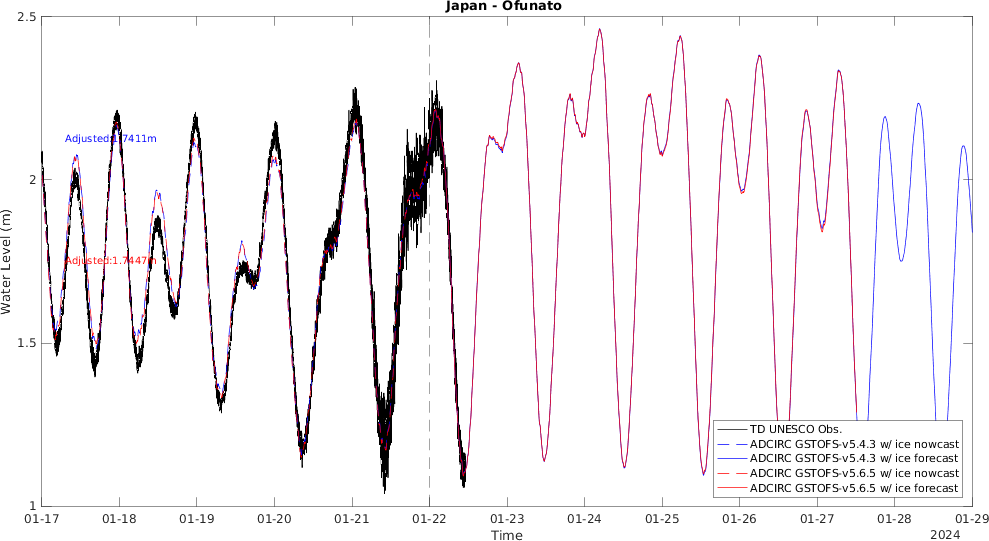 Japan - Ofunato
2.5
2
1.5
1
Water Level (m)
Adjusted:1.7411m
Adjusted:1.7447m
TD UNESCO Obs.
ADCIRC GSTOFS-v5.4.3 w/ ice nowcast
ADCIRC GSTOFS-v5.4.3 w/ ice forecast
ADCIRC GSTOFS-v5.6.5 w/ ice nowcast
ADCIRC GSTOFS-v5.6.5 w/ ice forecast
01-17 01-18 01-19 01-20 01-21 01-22 01-23 01-24 01-25 01-26 01-27 01-28 01-29
Time
2024